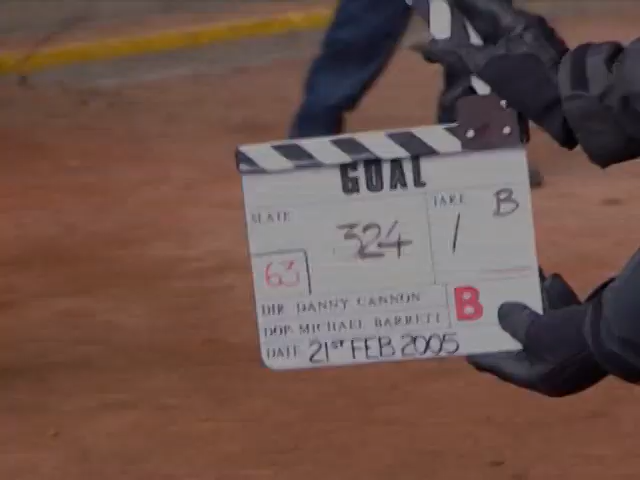 GOAL
SLATE 324
TAKE 1 B
63
DIR DANNY CANNON
B
DOP MICHAEL BARRETT
DATE 21ST FEB 2005